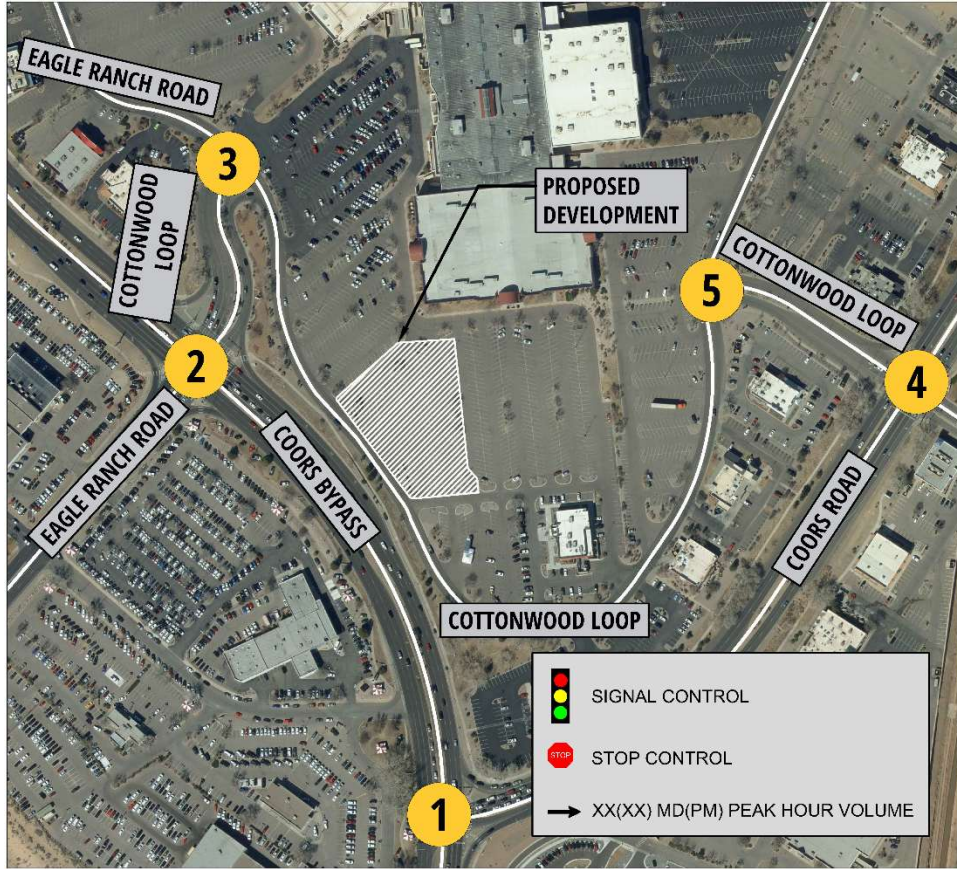 EAGLE RANCH ROAD
3
COTTONWOOD
LOOP
PROPOSED
DEVELOPMENT
5
COTTONWOOD LOOP
2
4
EAGLE RANCH ROAD
COORS BYPASS
COORS ROAD
COTTONWOOD LOOP
1
SIGNAL CONTROL
STOP
STOP CONTROL
XX(XX) MD(PM) PEAK HOUR VOLUME